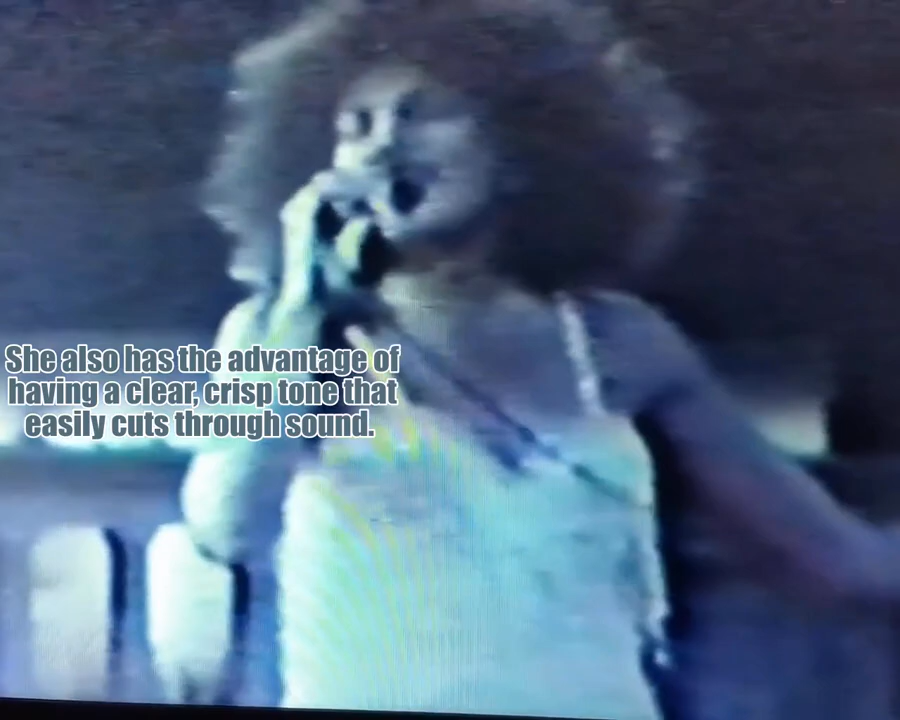 She also has the advantage of
having a clear, crisp tone that
easily cuts through sound.